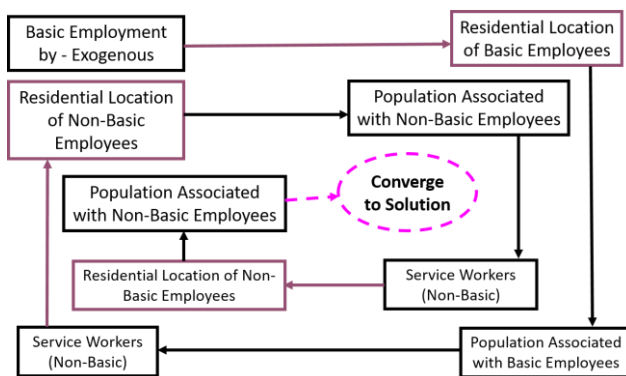 Basic Employment
by - Exogenous
Residential Location
of Basic Employees
Residential Location
of Non-Basic
Employees
Population Associated
with Non-Basic Employees
Population Associated
with Non-Basic Employees
Converge
to Solution
Residential Location of Non-
Basic Employees
Service Workers
(Non-Basic)
Service Workers
(Non-Basic)
Population Associated
with Basic Employees